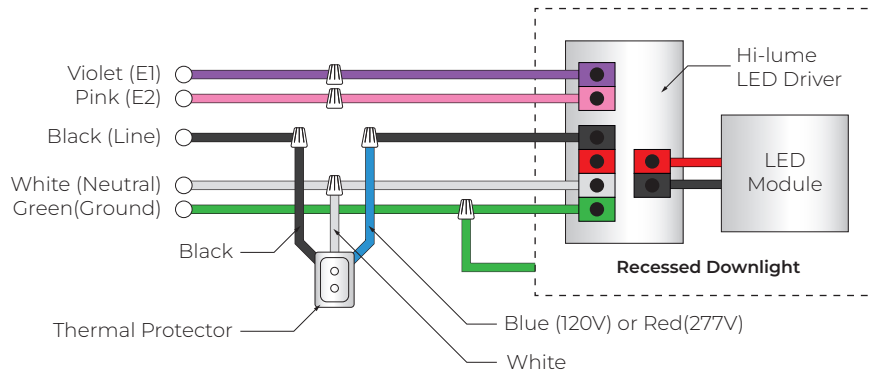 Violet (E1)
Pink (E2)
Black (Line)
White (Neutral)
Green(Ground)
Black
Thermal Protector
Blue (120V) or Red(277V)
White
Hi-lume
LED Driver
LED
Module
Recessed Downlight